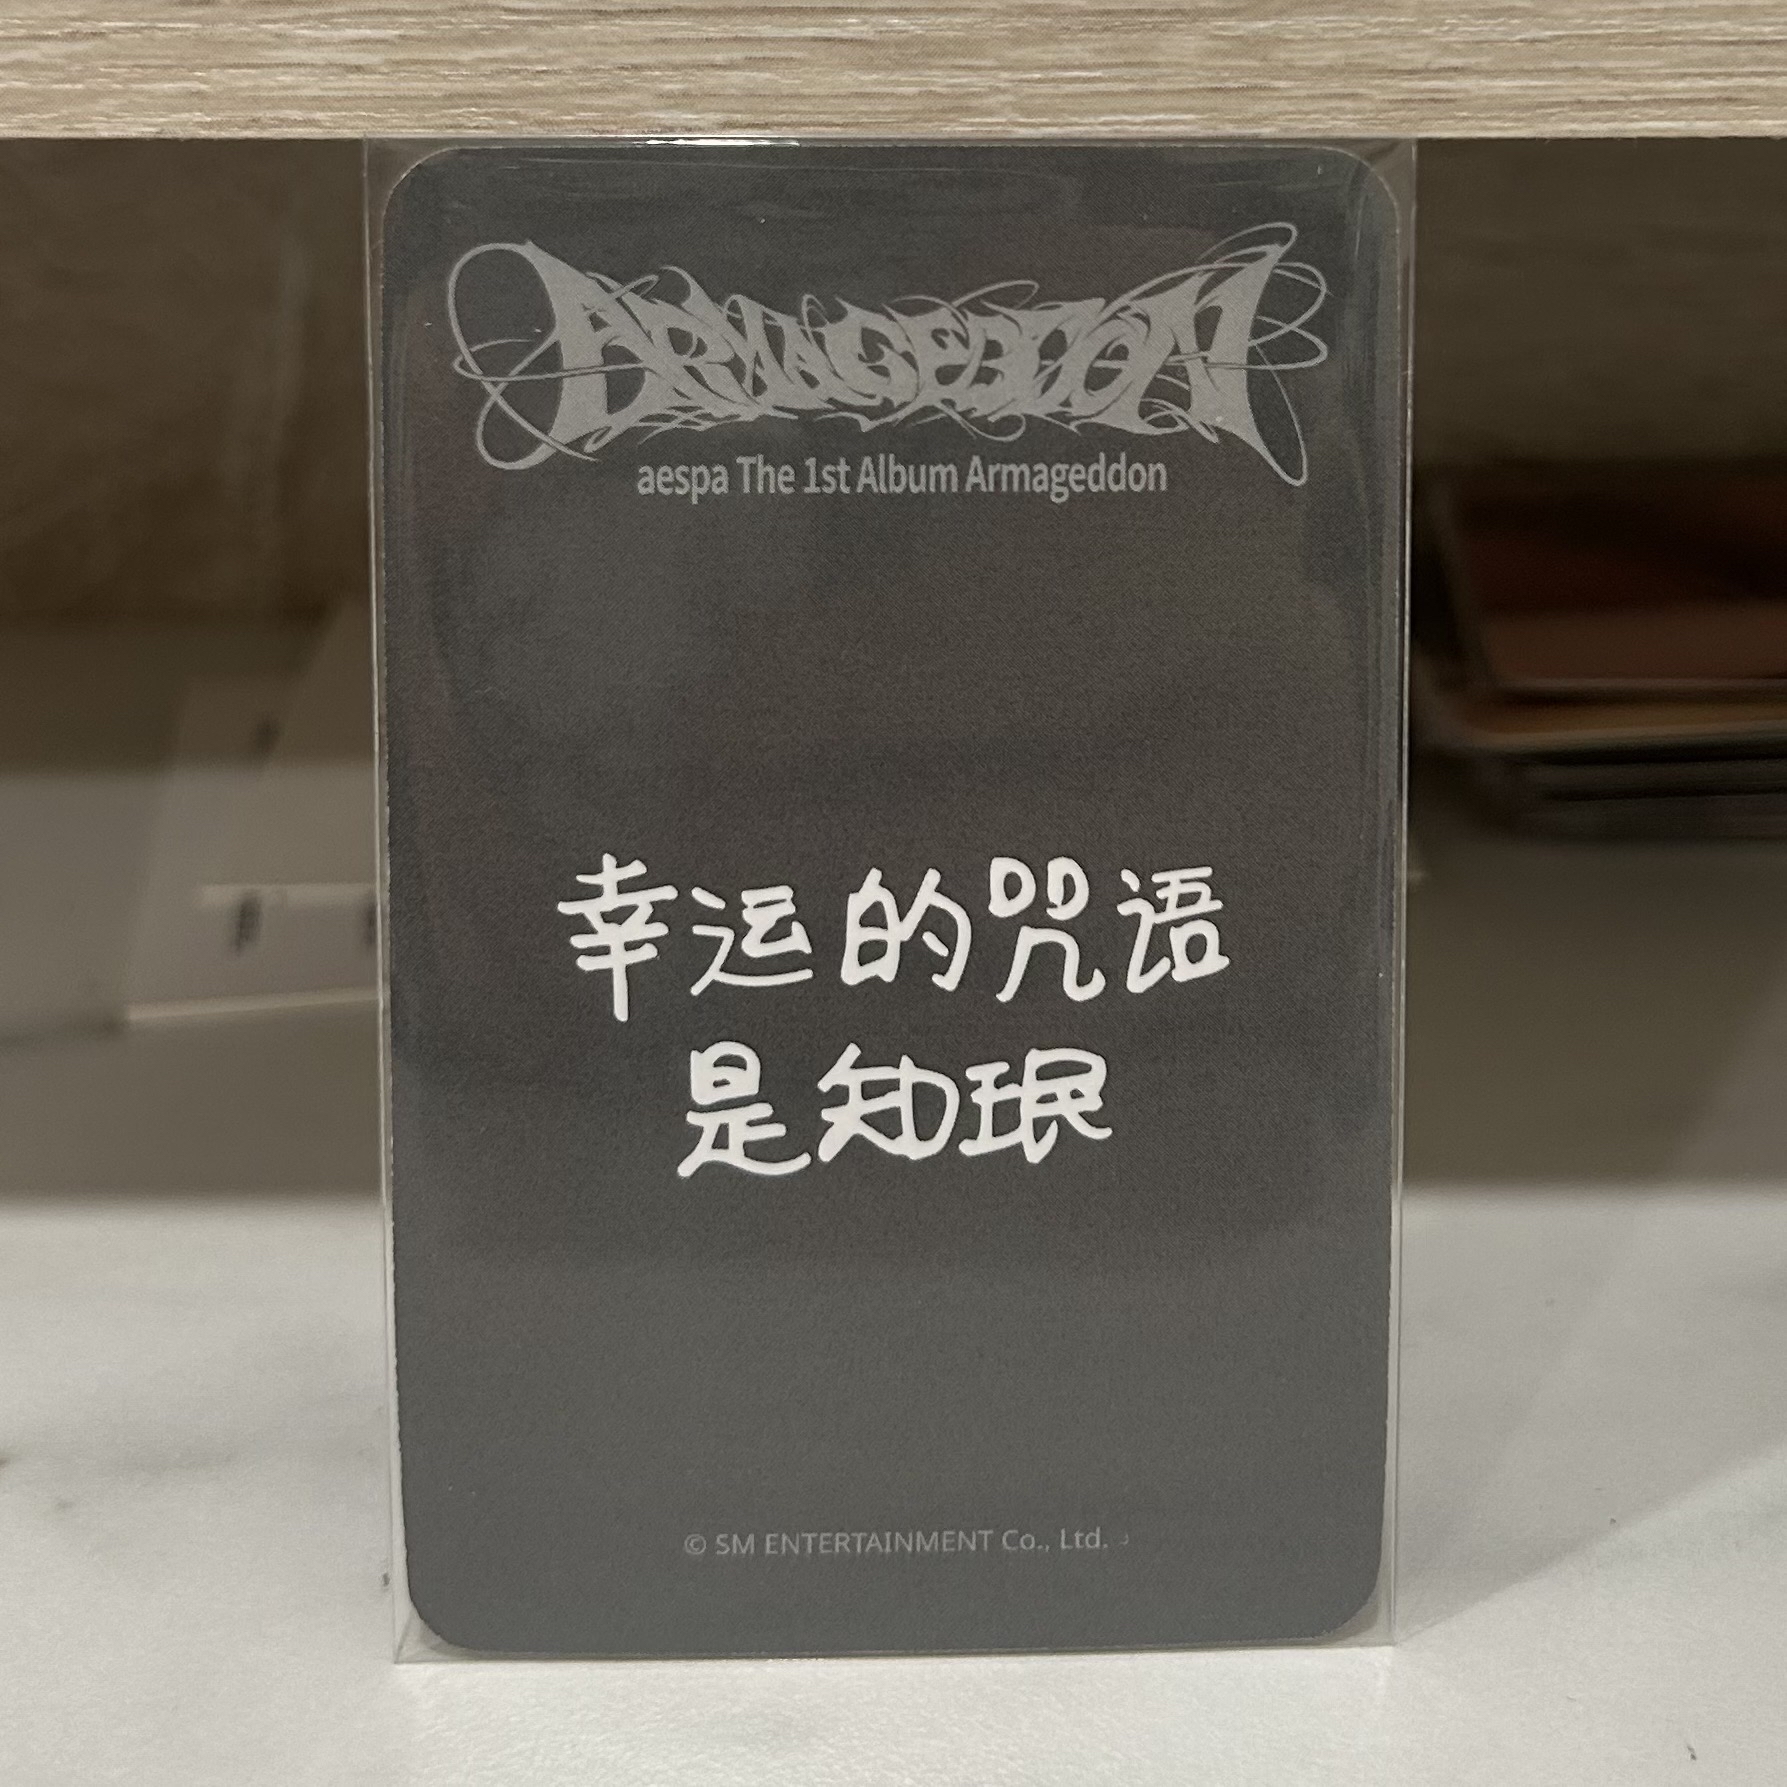 ARMAGEDDON
aespa The 1st Album Armageddon
幸运的咒语
是知珉
© SM ENTERTAINMENT Co., Ltd.